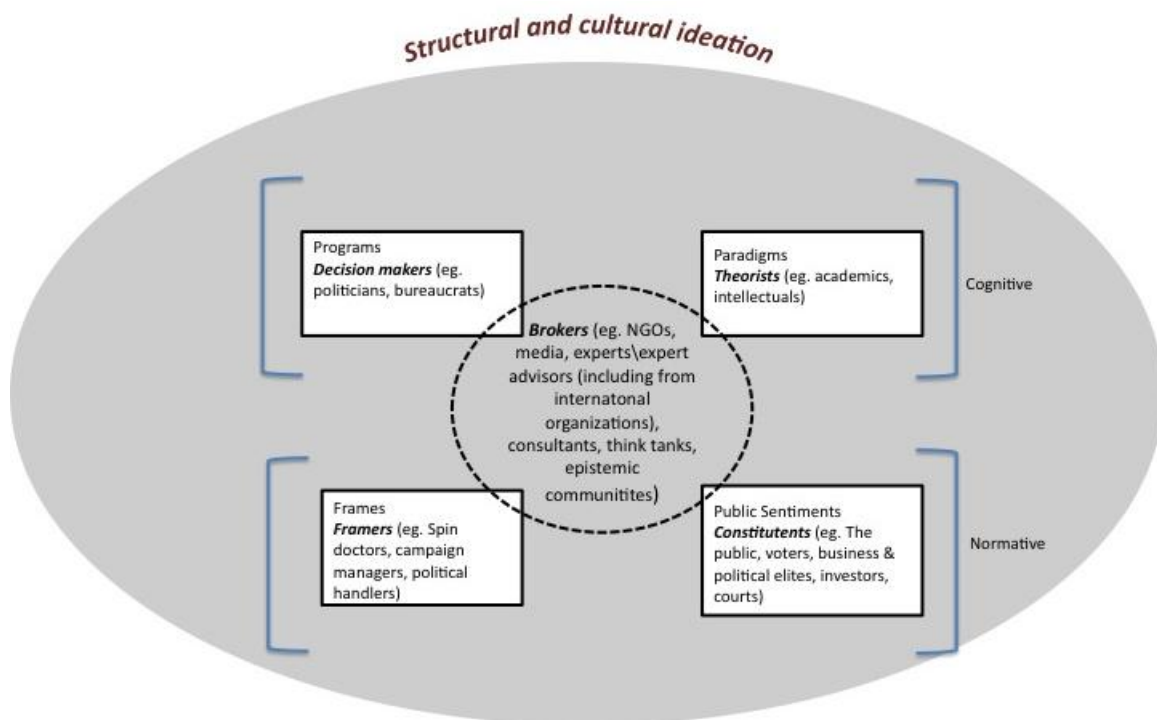 Structural and cultural ideation
Programs
Decision makers (eg.
politicians, bureaucrats)
Paradigms
Theorists (eg. academics,
intellectuals)
Cognitive
Brokers (eg. NGOs,
media, experts\expert
advisors (including from
internatonal
organizations),
consultants, think tanks,
epistemic
communitites)
Frames
Framers (eg. Spin
doctors, campaign
managers, political
handlers)
Public Sentiments
Constitutents (eg. The
public, voters, business &
political elites, investors,
courts)
Normative